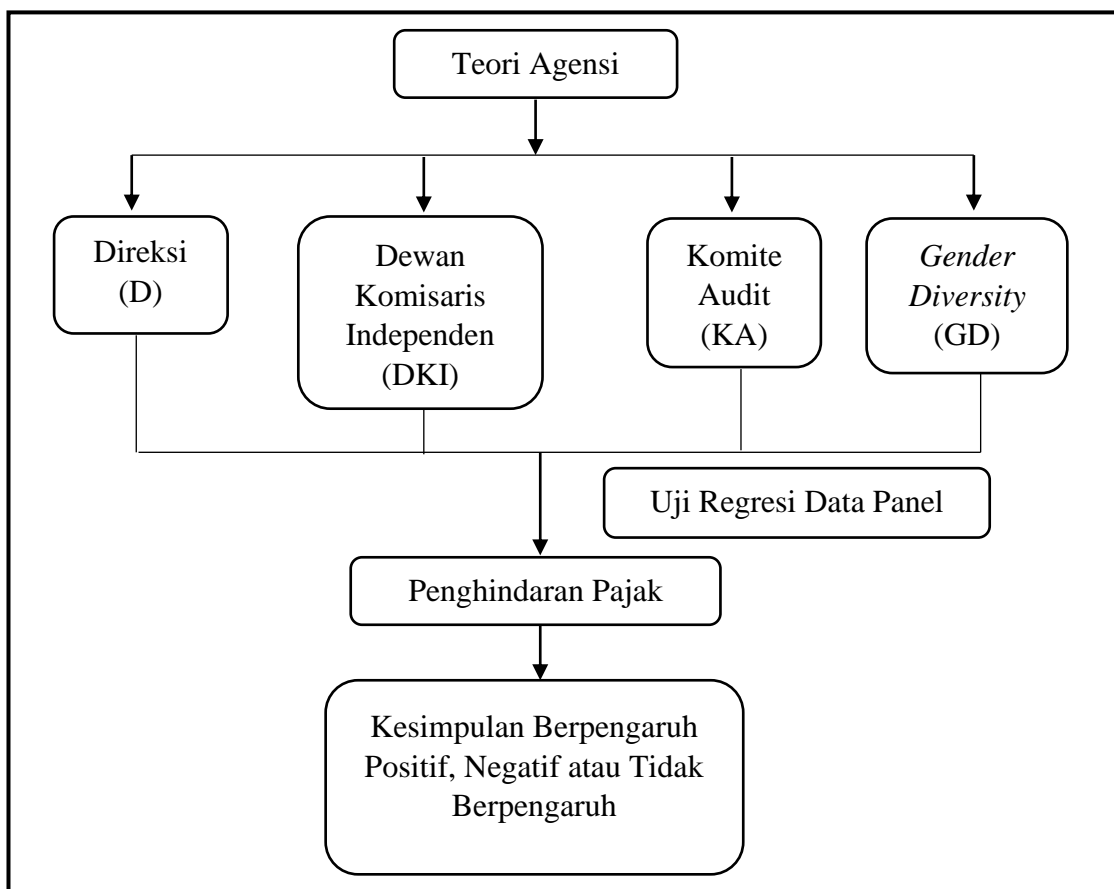 Teori Agensi
Direksi
(D)
Dewan
Komisaris
Independen
(DKI)
Komite
Audit
(KA)
Gender
Diversity
(GD)
Uji Regresi Data Panel
Penghindaran Pajak
Kesimpulan Berpengaruh
Positif, Negatif atau Tidak
Berpengaruh